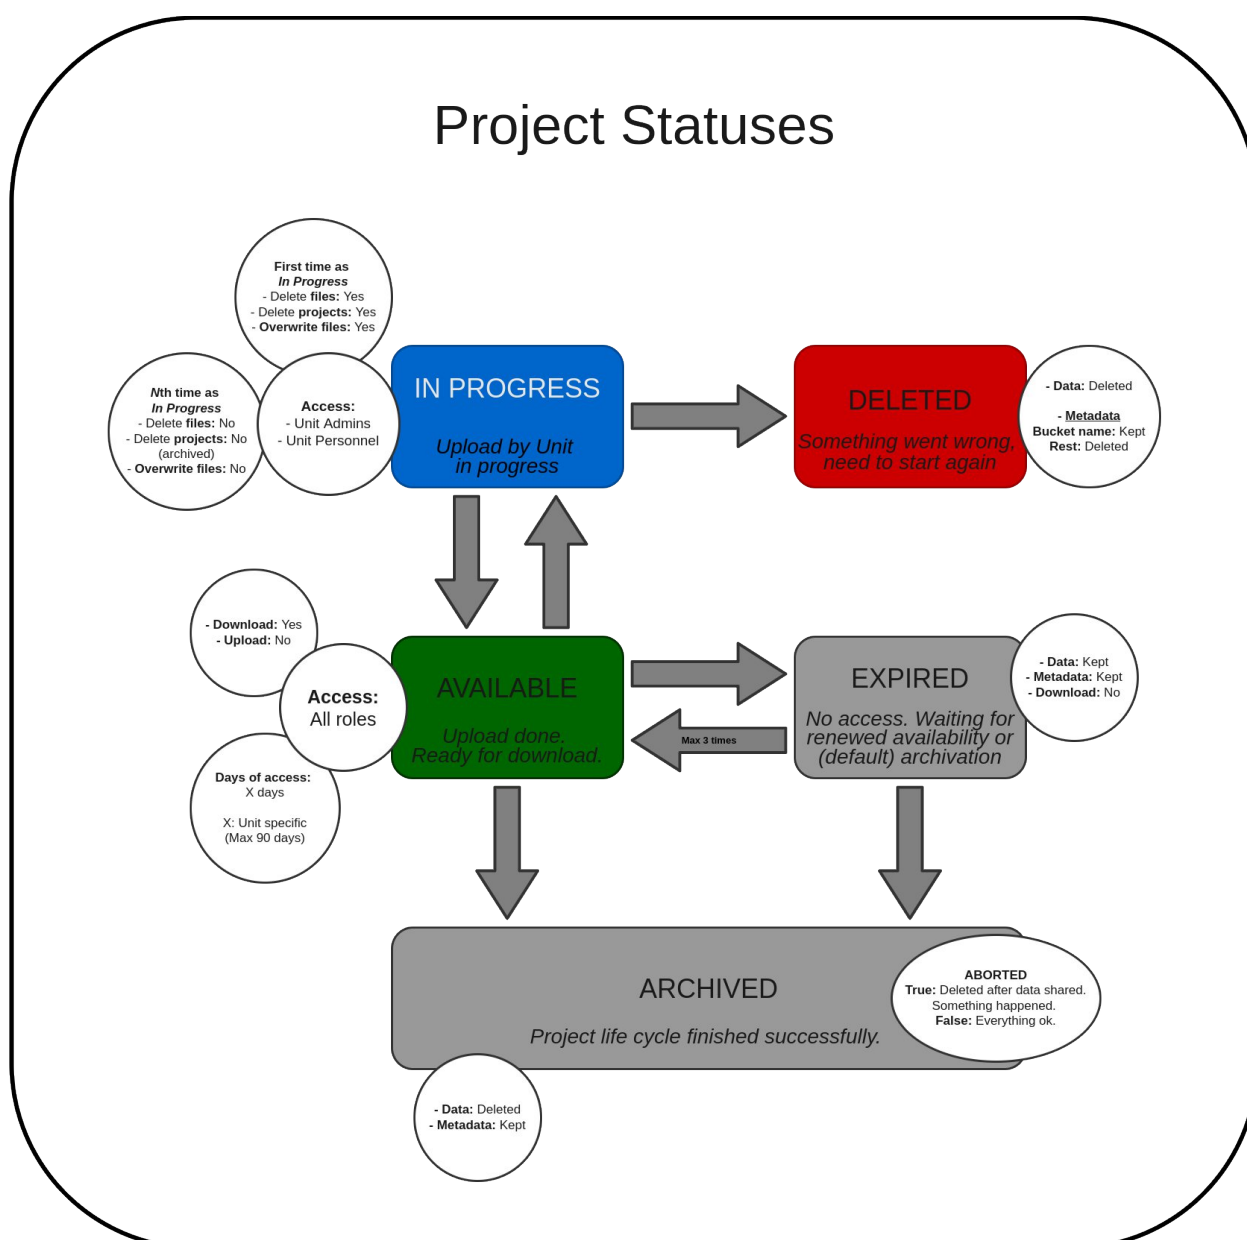 Project Statuses
First time as
In Progress
- Delete files: Yes
- Delete projects: Yes
- Overwrite files: Yes
Nth time as
In Progress
- Delete files: No
- Delete projects: No
(archived)
- Overwrite files: No
Access:
- Unit Admins
- Unit Personnel
IN PROGRESS
Upload by Unit
in progress
DELETED
Something went wrong,
need to start again
- Data: Deleted
- Metadata
Bucket name: Kept
Rest: Deleted
- Download: Yes
- Upload: No
Access:
All roles
Days of access:
X days
X: Unit specific
(Max 90 days)
AVAILABLE
Upload done.
Ready for download.
Max 3 times
EXPIRED
No access. Waiting for
renewed availability or
(default) archivation
- Data: Kept
- Metadata: Kept
- Download: No
ARCHIVED
Project life cycle finished successfully.
ABORTED
True: Deleted after data shared.
Something happened.
False: Everything ok.
- Data: Deleted
- Metadata: Kept